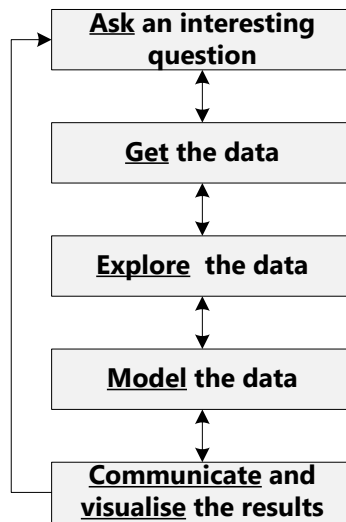 Ask an interesting
question
Get the data
Explore the data
Model the data
Communicate and
visualise the results